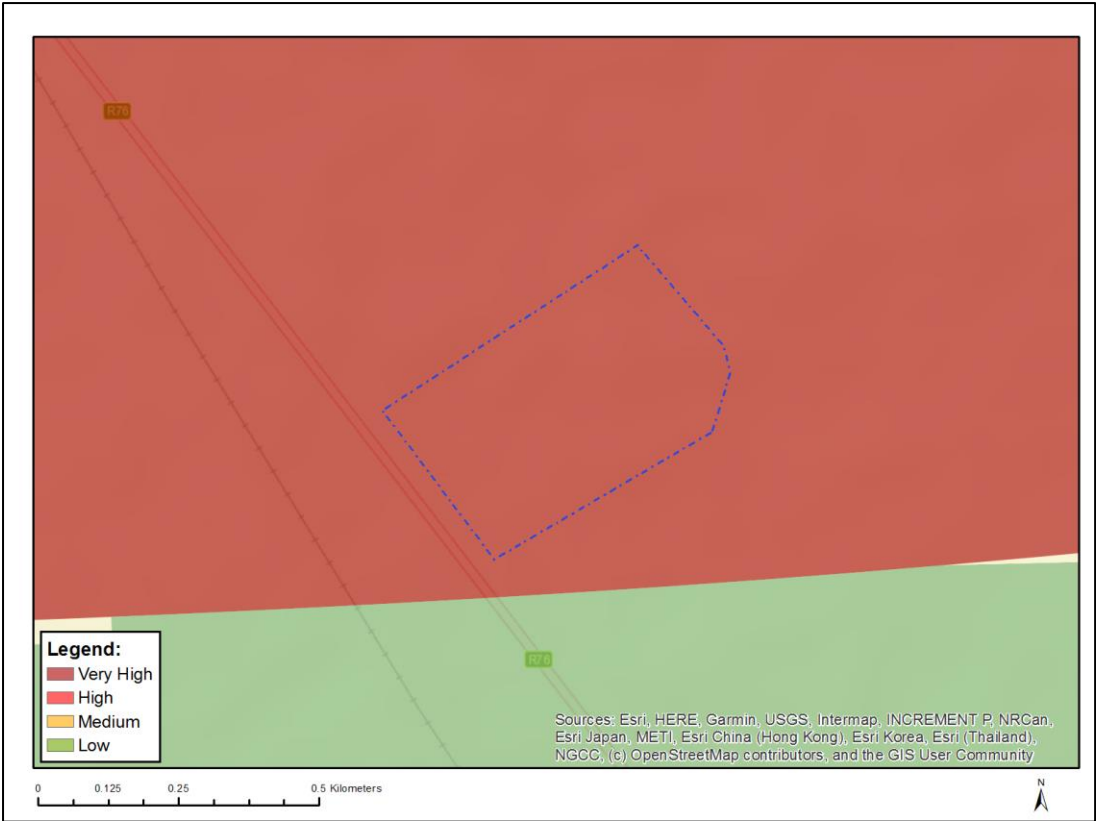 R76
R76
Legend:
Very High
High
Medium
Low
Sources: Esri, HERE, Garmin, USGS, Intermap, INCREMENT P, NRCan,
Esri Japan, METI, Esri China (Hong Kong), Esri Korea, Esri (Thailand),
NGCC, (c) OpenStreetMap contributors, and the GIS User Community
0 0.125 0.25 0.5 Kilometers
N